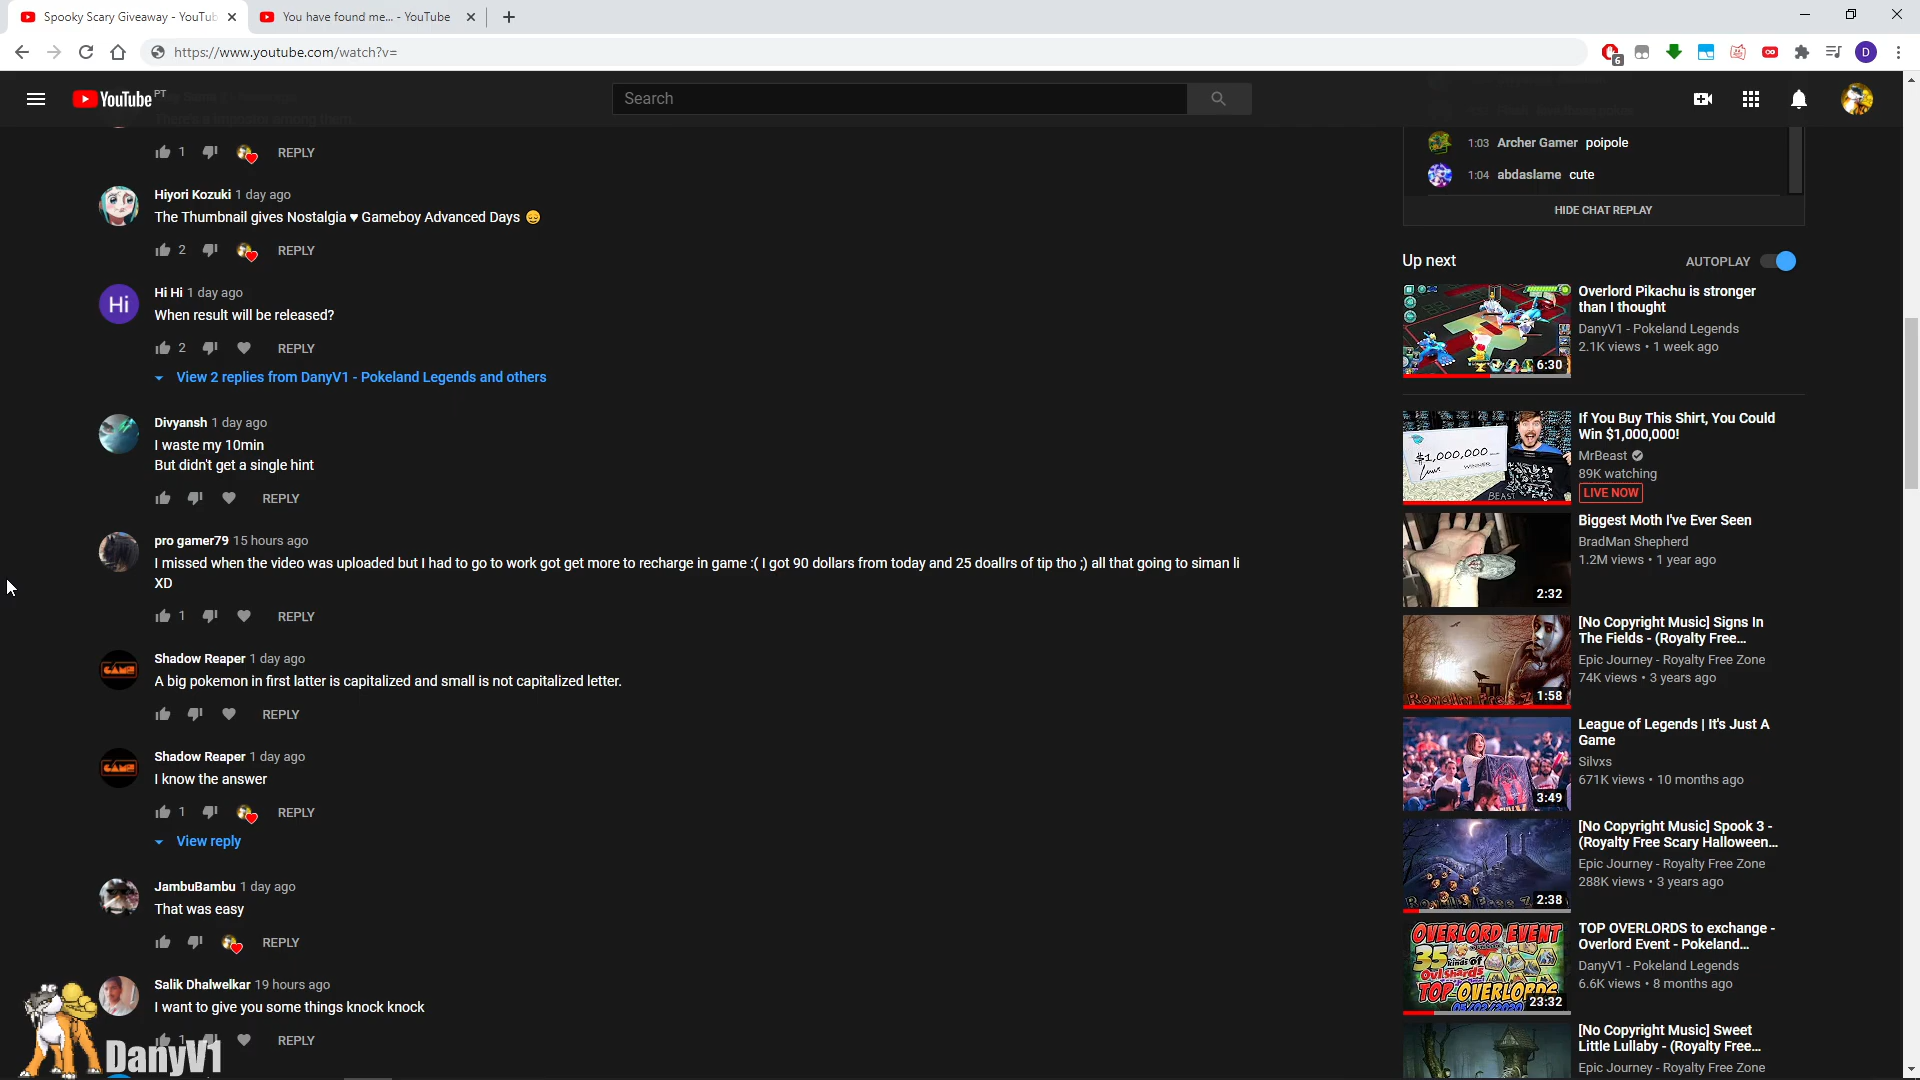 Spooky Scary Giveaway - YouTub
You have found me... - YouTube
https://www.youtube.com/watch?v=
6
D
YouTube PT
Search
1 REPLY
Hiyori Kozuki 1 day ago
The Thumbnail gives Nostalgia ♥ Gameboy Advanced Days 😌
2 REPLY
Hi
Hi Hi 1 day ago
When result will be released?
2 REPLY
View 2 replies from DanyV1 - Pokeland Legends and others
Divyansh 1 day ago
I waste my 10min
But didn't get a single hint
REPLY
pro gamer79 15 hours ago
I missed when the video was uploaded but I had to go to work got get more to recharge in game :( I got 90 dollars from today and 25 doallrs of tip tho ;) all that going to siman li
XD
1 REPLY
GAME!
Shadow Reaper 1 day ago
A big pokemon in first latter is capitalized and small is not capitalized letter.
REPLY
GAME!
Shadow Reaper 1 day ago
I know the answer
1 REPLY
View reply
JambuBambu 1 day ago
That was easy
REPLY
Salik Dhalwelkar 19 hours ago
I want to give you some things knock knock
1 REPLY
DanyV1
1:03 Archer Gamer poipole
1:04 abdaslame cute
HIDE CHAT REPLAY
Up next
AUTOPLAY
6:30
Overlord Pikachu is stronger
than I thought
DanyV1 - Pokeland Legends
2.1K views • 1 week ago
$1,000,000
WINNER
BEAST
If You Buy This Shirt, You Could
Win $1,000,000!
MrBeast
89K watching
LIVE NOW
2:32
Biggest Moth I've Ever Seen
BradMan Shepherd
1.2M views • 1 year ago
1:58
[No Copyright Music] Signs In
The Fields - (Royalty Free...
Epic Journey - Royalty Free Zone
74K views • 3 years ago
3:49
League of Legends | It's Just A
Game
Silvxs
671K views • 10 months ago
2:38
[No Copyright Music] Spook 3 -
(Royalty Free Scary Halloween...
Epic Journey - Royalty Free Zone
288K views • 3 years ago
OVERLORD EVENT
35 kinds of
Ovl.Shards
TOP OVERLORDS
05/02/2020
23:32
TOP OVERLORDS to exchange -
Overlord Event - Pokeland...
DanyV1 - Pokeland Legends
6.6K views • 8 months ago
[No Copyright Music] Sweet
Little Lullaby - (Royalty Free...
Epic Journey - Royalty Free Zone